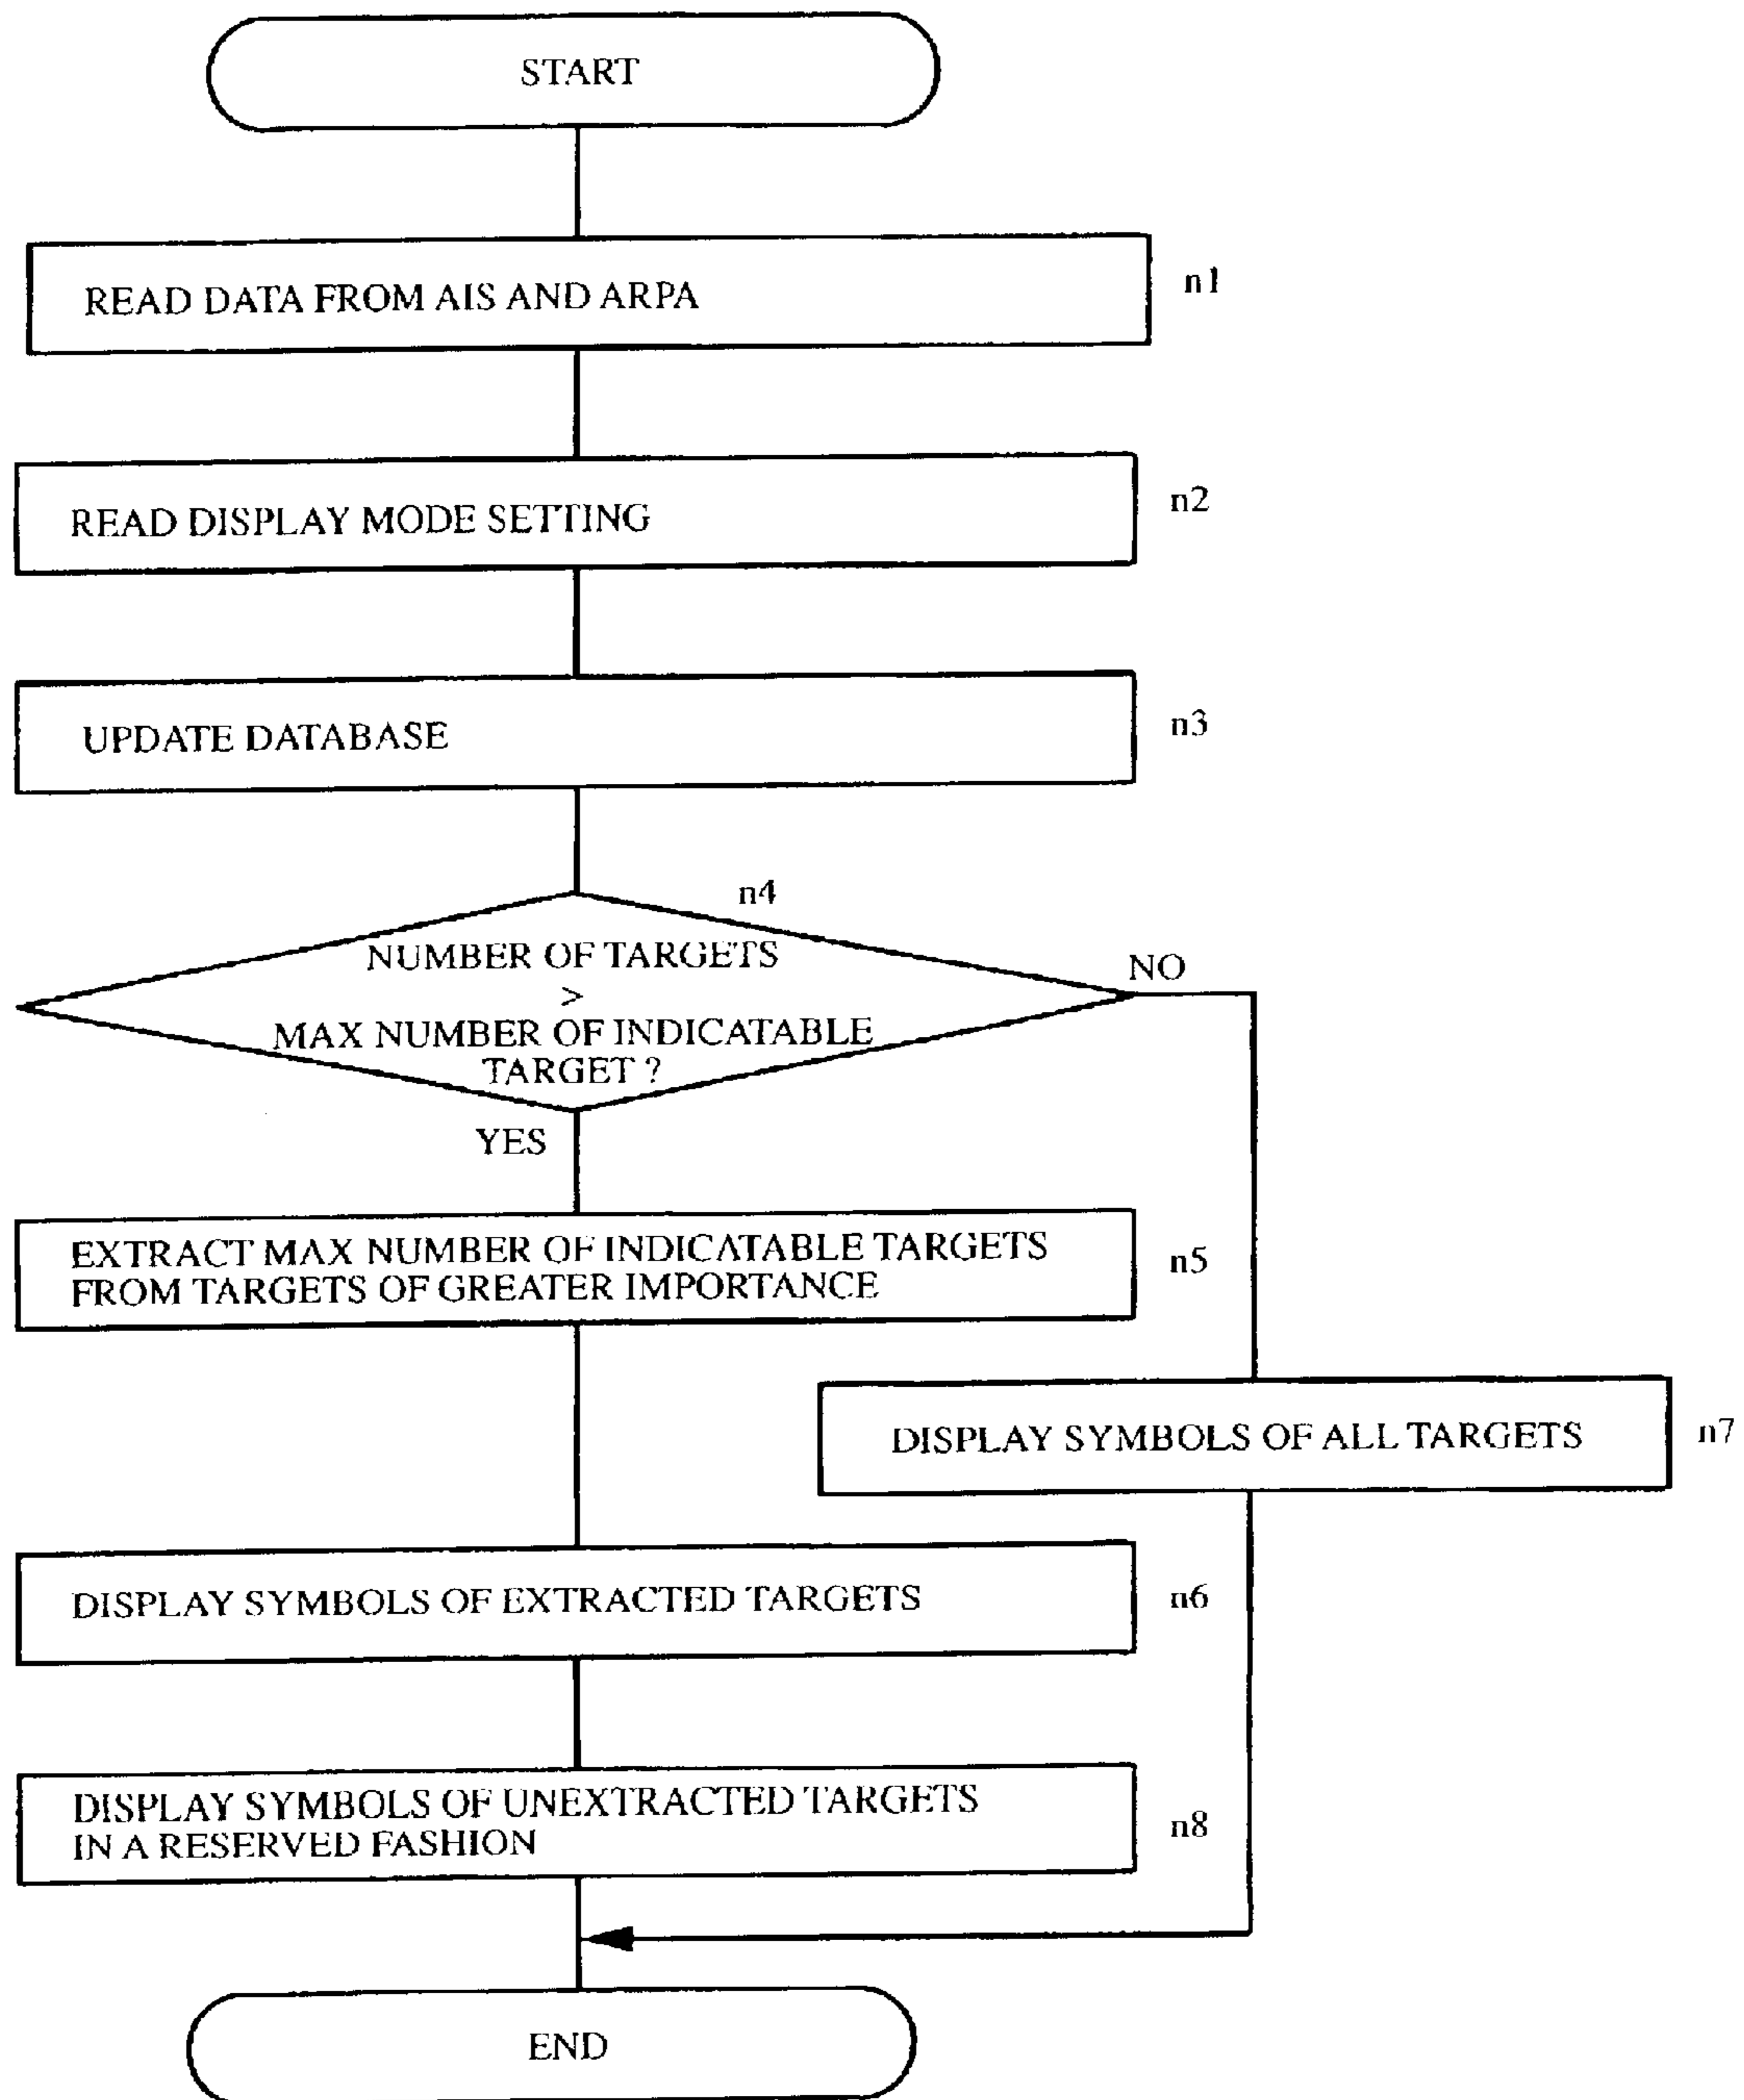 START
READ DATA FROM AIS AND ARPA
n1
READ DISPLAY MODE SETTING
n2
UPDATE DATABASE
n3
n4
NUMBER OF TARGETS
>
MAX NUMBER OF INDICATABLE
TARGET ?
NO
YES
EXTRACT MAX NUMBER OF INDICATABLE TARGETS
FROM TARGETS OF GREATER IMPORTANCE
n5
DISPLAY SYMBOLS OF ALL TARGETS
n7
DISPLAY SYMBOLS OF EXTRACTED TARGETS
n6
DISPLAY SYMBOLS OF UNEXTRACTED TARGETS
IN A RESERVED FASHION
n8
END